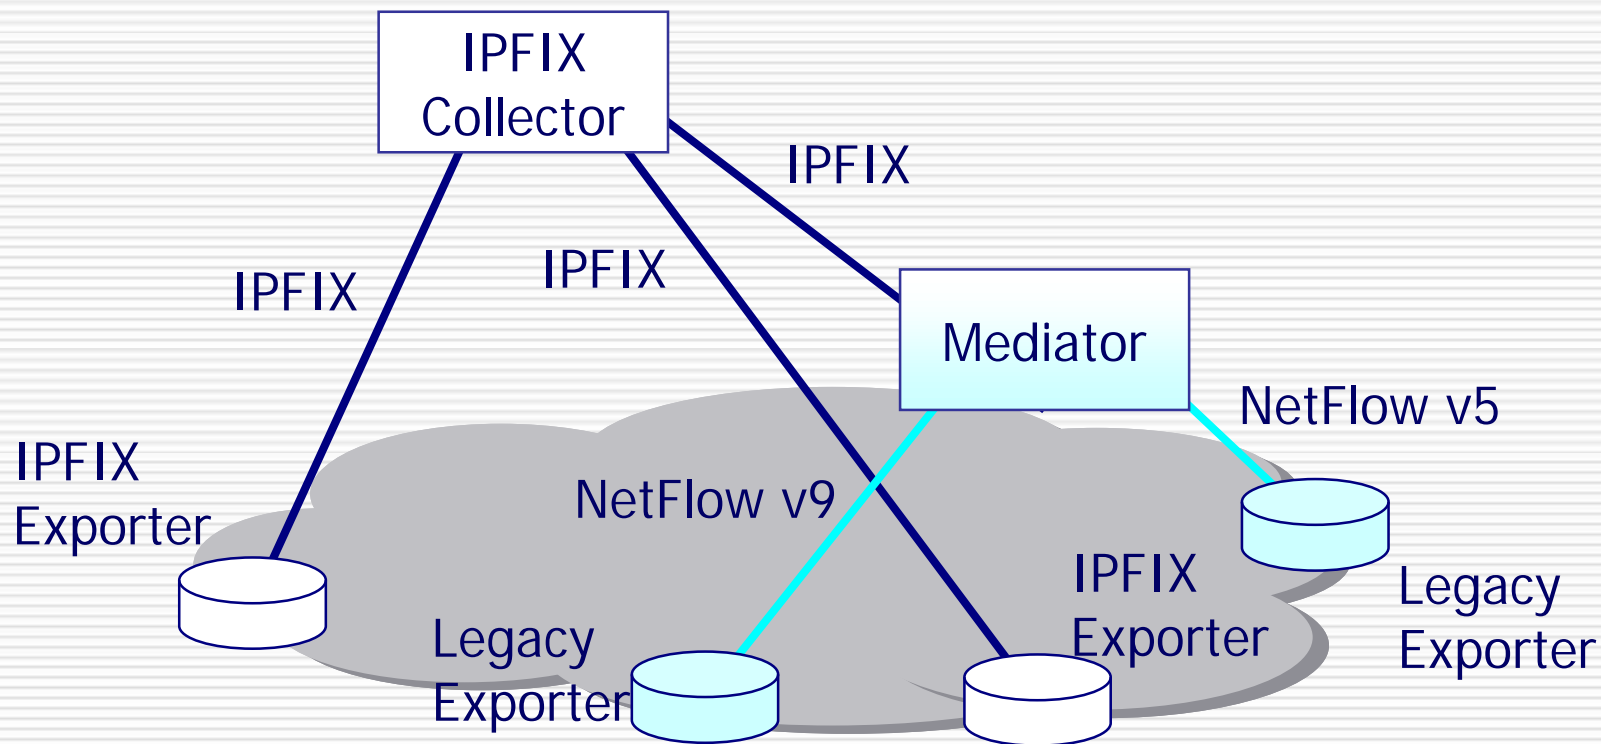 IPFIX
Collector
IPFIX
IPFIX
IPFIX
Mediator
NetFlow v5
IPFIX
Exporter
NetFlow v9
IPFIX
Exporter
Legacy
Exporter
Legacy
Exporter